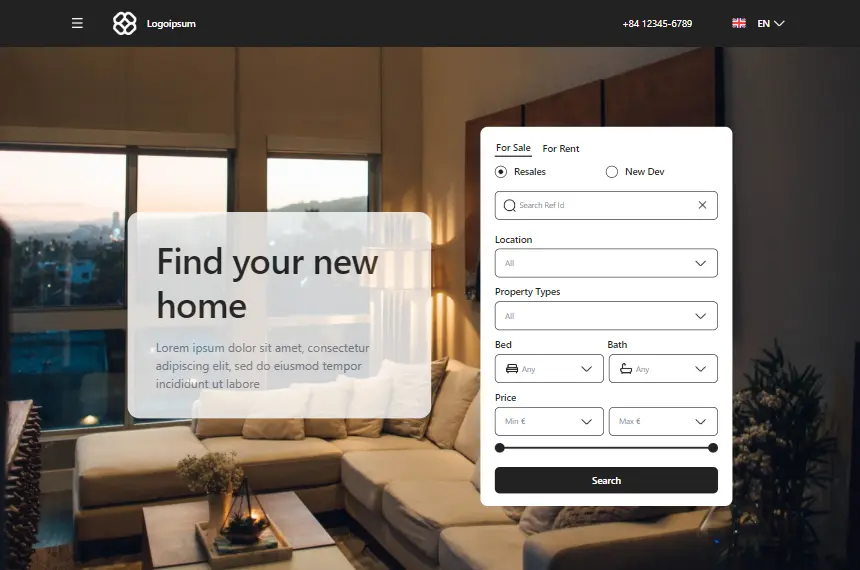 Logoipsum
+84 12345-6789
EN
Find your new
home
Lorem ipsum dolor sit amet, consectetur
adipiscing elit, sed do eiusmod tempor
incididunt ut labore
For Sale For Rent
Resales New Dev
Search Ref Id
Location
All
Property Types
All
Bed Bath
Any Any
Price
Min € Max €
Search